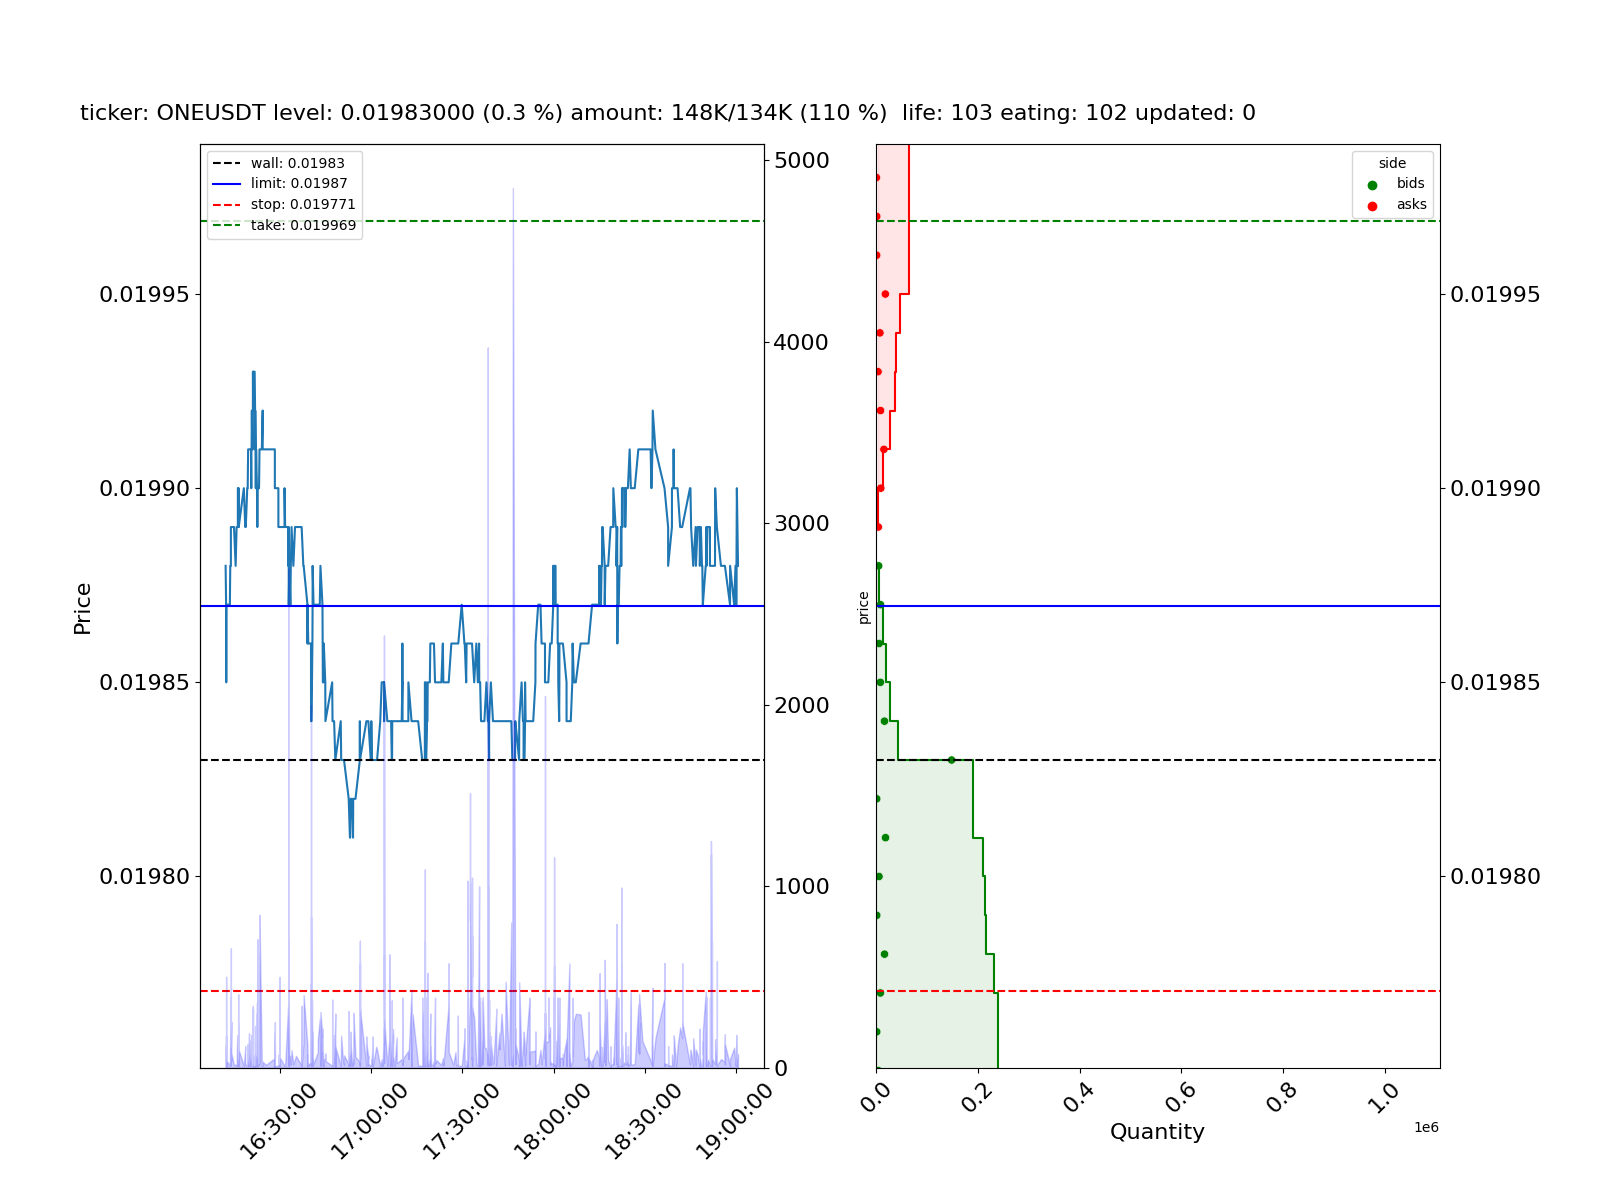 ticker: ONEUSDT level: 0.01983000 (0.3 %) amount: 148K/134K (110 %)  life: 103 eating: 102 updated: 0
wall: 0.01983
limit: 0.01987
stop: 0.019771
take: 0.019969
Price
0.01995
0.01990
0.01985
0.01980
5000
4000
3000
2000
1000
0
16:30:00
17:00:00
17:30:00
18:00:00
18:30:00
19:00:00
side
bids
asks
price
0.01995
0.01990
0.01985
0.01980
0.0
0.2
0.4
0.6
0.8
1.0
Quantity
1e6